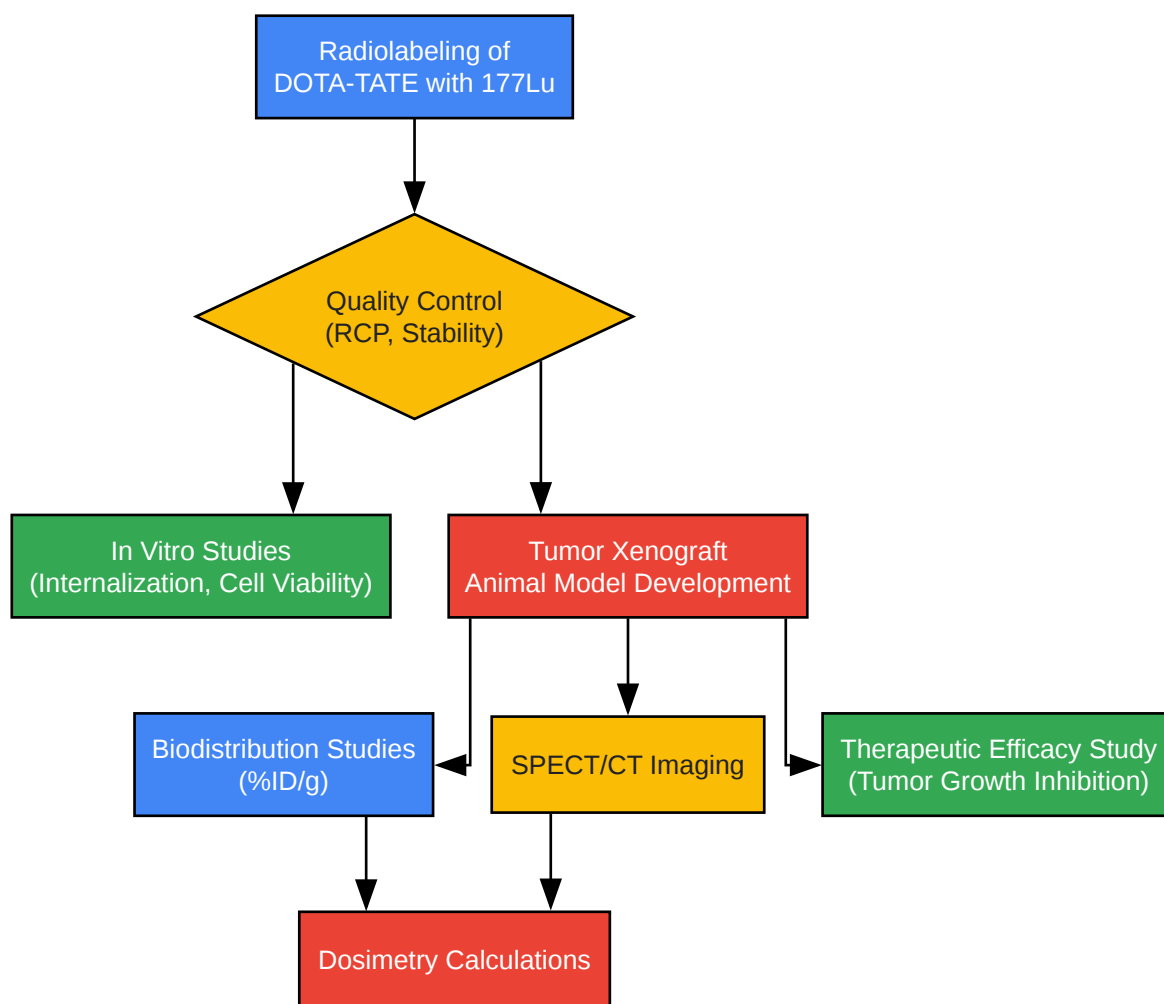 Radiolabeling of
DOTA-TATE with 177Lu
Quality Control
(RCP, Stability)
In Vitro Studies
(Internalization, Cell Viability)
Tumor Xenograft
Animal Model Development
Biodistribution Studies
(%ID/g)
SPECT/CT Imaging
Therapeutic Efficacy Study
(Tumor Growth Inhibition)
Dosimetry Calculations